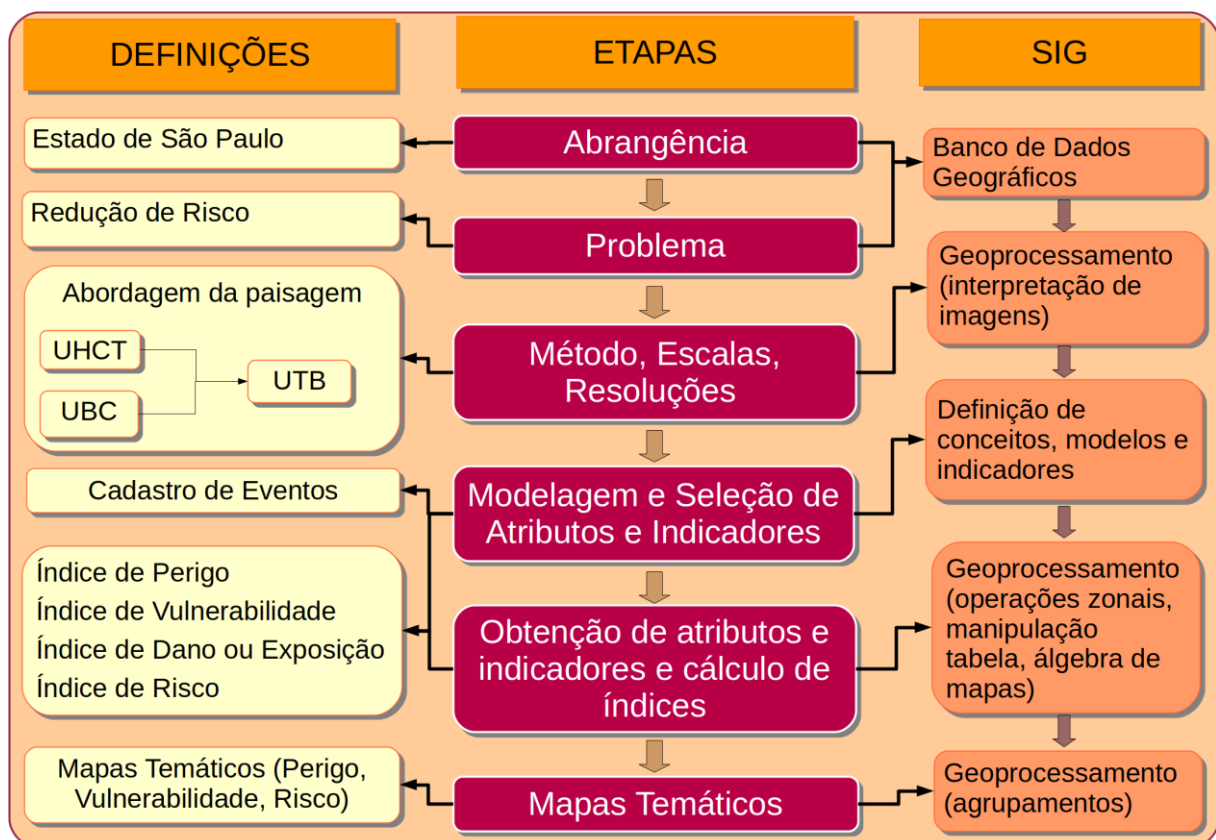 DEFINIÇÕES
ETAPAS
SIG
Estado de São Paulo
Abrangência
Banco de Dados
Geográficos
Redução de Risco
Problema
Geoprocessamento
(interpretação de
imagens)
Abordagem da paisagem
UHCT
UTB
UBC
Método, Escalas,
Resoluções
Definição de
conceitos, modelos e
indicadores
Cadastro de Eventos
Modelagem e Seleção de
Atributos e Indicadores
Índice de Perigo
Índice de Vulnerabilidade
Índice de Dano ou Exposição
Índice de Risco
Obtenção de atributos e
indicadores e cálculo de
índices
Geoprocessamento
(operações zonais,
manipulação
tabela, álgebra de
mapas)
Mapas Temáticos (Perigo,
Vulnerabilidade, Risco)
Mapas Temáticos
Geoprocessamento
(agrupamentos)